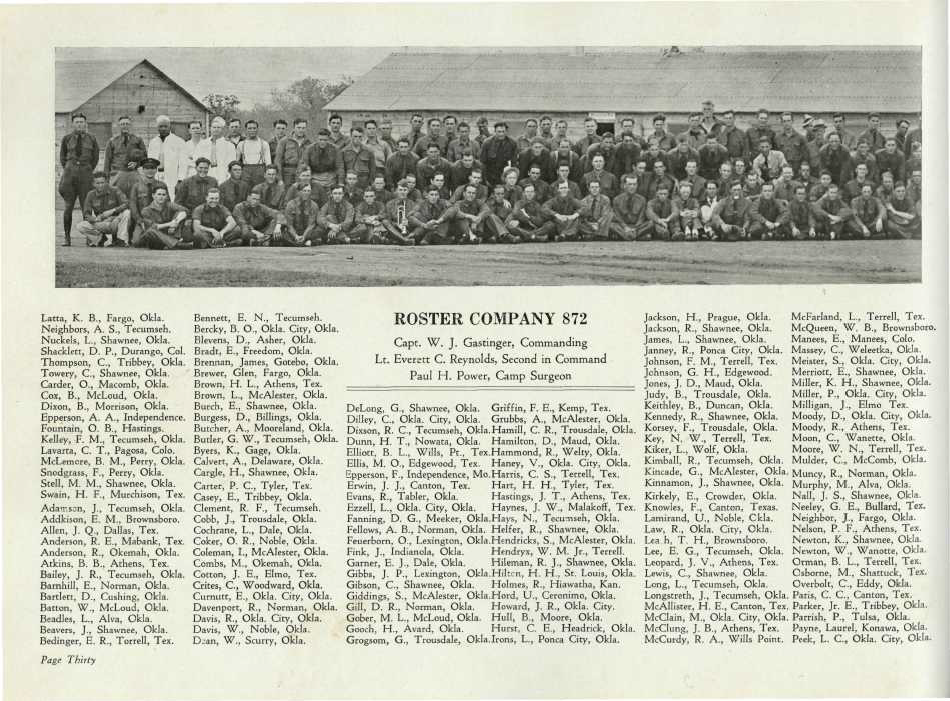 Latta, K. B., Fargo, Okla.
Neighbors, A. S., Tecumseh.
Nuckels, L., Shawnee, Okla.
Shacklett, D. P., Durango, Col.
Thompson, C., Tribbey, Okla.
Towery, C., Shawnee, Okla.
Carder, O., Macomb, Okla.
Cox, B., McLoud, Okla.
Dixon, B., Morrison, Okla.
Epperson, A. A., Independence.
Fountain, O. B., Hastings.
Kelley, F. M., Tecumseh, Okla.
Lavarta, C. T., Pagosa, Colo.
McLemore, B. M., Perry, Okla.
Snodgrass, F., Perry, Okla.
Stell, M. M., Shawnee, Okla.
Swain, H. F., Murchison, Tex.
Adamson, J., Tecumseh, Okla.
Addkison, E. M., Brownsboro.
Allen, J. Q., Dallas, Tex.
Anderson, R. E., Mabank, Tex.
Anderson, R., Okemah, Okla.
Atkins, B. B., Athens, Tex.
Bailey, J. R., Tecumseh, Okla.
Barnhill, E., Norman, Okla.
Bartlett, D., Cushing, Okla.
Batton, W., McLoud, Okla.
Beadles, L., Alva, Okla.
Beavers, J., Shawnee, Okla.
Bedinger, E. R., Torrell, Tex.
Page Thirty
Bennett, E. N., Tecumseh.
Bercky, B. O., Okla. City, Okla.
Blevens, D., Asher, Okla.
Bradt, E., Freedom, Okla.
Brennan, James, Gotebo, Okla.
Brewer, Glen, Fargo, Okla.
Brown, H. L., Athens, Tex.
Brown, L., McAlester, Okla.
Burch, E., Shawnee, Okla.
Burgess, D., Billings, Okla.
Butcher, A., Mooreland, Okla.
Butler, G. W., Tecumseh, Okla.
Byers, K., Gage, Okla.
Calvert, A., Delaware, Okla.
Cargle, H., Shawnee, Okla.
Carter, P. C., Tyler, Tex.
Casey, E., Tribbey, Okla.
Clement, R. F., Tecumseh.
Cobb, J., Trousdale, Okla.
Cochrane, L., Dale, Okla.
Coker, O. R., Noble, Okla.
Coleman, I., McAlester, Okla.
Combs, M., Okemah, Okla.
Cotton, J. E., Elmo, Tex.
Crites, C., Woodward, Okla.
Curnutt, E., Okla. City, Okla.
Davenport, R., Norman, Okla.
Davis, R., Okla. City, Okla.
Davis, W., Noble, Okla.
Dean, W., Scurry, Okla.
ROSTER COMPANY 872
Capt. W. J. Gastinger, Commanding
Lt. Everett C. Reynolds, Second in Command
Paul H. Power, Camp Surgeon
DeLong, G., Shawnee, Okla.
Dilley, C., Okla. City, Okla.
Dixson, R. C., Tecumseh, Okla.
Dunn, H. T., Nowata, Okla.
Elliott, B. L., Wills, Pt., Tex.
Ellis, M. O., Edgewood, Tex.
Epperson, F., Independence, Mo.
Erwin, J. J., Canton, Tex.
Evans, R., Tabler, Okla.
Ezzell, L., Okla. City, Okla.
Fanning, D. G., Meeker, Okla.
Fellows, A. B., Norman, Okla.
Feuerborn, O., Lexington, Okla.
Fink, J., Indianola, Okla.
Garner, E. J., Dale, Okla.
Gibbs, J. P., Lexington, Okla.
Gibson, C., Shawnee, Okla.
Giddings, S., McAlester, Okla.
Gill, D. R., Norman, Okla.
Gober, M. L., McLoud, Okla.
Gooch, H., Avard, Okla.
Grogsom, G., Trousdale, Okla.
Griffin, F. E., Kemp, Tex.
Grubbs, A., McAlester, Okla.
Hamill, C. R., Trousdale, Okla.
Hamilton, D., Maud, Okla.
Hammond, R., Welty, Okla.
Haney, V., Okla. City, Okla.
Harris, C. S., Terrell, Tex.
Hart, H. H., Tyler, Tex.
Hastings, J. T., Athens, Tex.
Haynes, J. W., Malakoff, Tex.
Hays, N., Tecumseh, Okla.
Helfer, R., Shawnee, Okla.
Hendricks, S., McAlester, Okla.
Hendryx, W. M. Jr., Terrell.
Hileman, R. J., Shawnee, Okla.
Hiltrn, H. H., St. Louis, Okla.
Holmes, R., Hiawatha, Kan.
Hord, U., Ceronimo, Okla.
Howard, J. R., Okla. City.
Hull, B., Moore, Okla.
Hurst, C. E., Headrick, Okla.
Irons, L., Ponca City, Okla.
Jackson, H., Prague, Okla.
Jackson, R., Shawnee, Okla.
James, L., Shawnee, Okla.
Janney, R., Ponca City, Okla.
Johnson, F. M., Terrell, Tex.
Johnson, G. H., Edgewood.
Jones, J. D., Maud, Okla.
Judy, B., Trousdale, Okla.
Keithley, B., Duncan, Okla.
Kennedy, R., Shawnee, Okla.
Korsey, F., Trousdale, Okla.
Key, N. W., Terrell, Tex.
Kiker, L., Wolf, Okla.
Kimball, R., Tecumseh, Okla.
Kincade, G., McAlester, Okla.
Kinnamon, J., Shawnee, Okla.
Kirkely, E., Crowder, Okla.
Knowles, F., Canton, Texas.
Lamirand, U., Noble, Ckla.
Law, R., Okla. City, Okla.
Lea h, T. H., Brownsboro.
Lee, E. G., Tecumseh, Okla.
Leopard, J. V., Athens, Tex.
Lewis, C., Shawnee, Okla.
Long, L., Tecumseh, Okla.
Longstreth, J., Tecumseh, Okla.
McAllister, H. E., Canton, Tex.
McClain, M., Okla. City, Okla.
McClung, J. B., Athens, Tex.
McCurdy, R. A., Wills Point.
McFarland, L., Terrell, Tex.
McQueen, W. B., Brownsboro.
Manees, E., Manees, Colo.
Massey, C., Weleetka, Okla.
Meister, S., Okla. City, Okla.
Merriott, E., Shawnee, Okla.
Miller, K. H., Shawnee, Okla.
Miller, P., Okla. City, Okla.
Milligan, J., Elmo Tex.
Moody, D., Okla. City, Okla.
Moody, R., Athens, Tex.
Moon, C., Wanette, Okla.
Moore, W. N., Terrell, Tex.
Mulder, C., McComb, Okla.
Muncy, R., Norman, Okla.
Murphy, M., Alva, Okla.
Nall, J. S., Shawnee, Okla.
Neeley, G. E., Bullard, Tex.
Neighbor, J., Fargo, Okla.
Nelson, P. F., Athens, Tex.
Newton, K., Shawnee, Okla.
Newton, W., Wanotte, Okla.
Orman, B. L., Terrell, Tex.
Osborne, M., Shattuck, Tex.
Overbolt, C., Eddy, Okla.
Paris, C. C., Canton, Tex.
Parker, Jr. E., Tribbey, Okla.
Parrish, P., Tulsa, Okla.
Payne, Laurel, Konawa, Okla.
Peek, L. C., Okla. City, Okla.